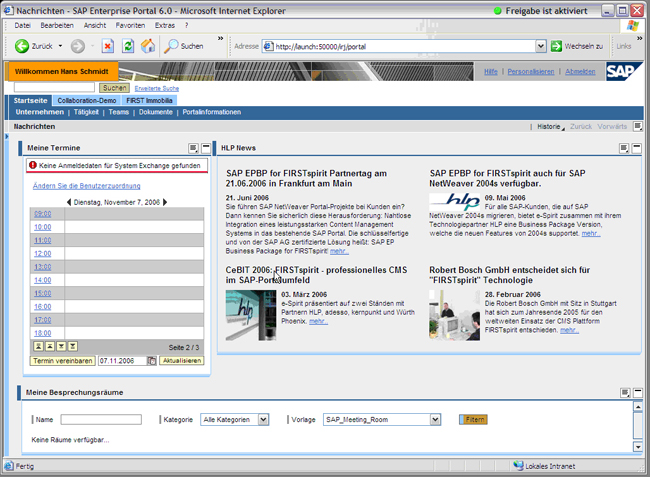 Nachrichten - SAP Enterprise Portal 6.0 - Microsoft Internet Explorer
Freigabe ist aktiviert
Datei Bearbeiten Ansicht Favoriten Extras ?
Zurück Suchen Adresse http://launch:50000/irj/portal Wechseln zu Links
Willkommen Hans Schmidt
Hilfe | Personalisieren | Abmelden SAP
Suchen Erweiterte Suche
Startseite Collaboration-Demo FIRST Immobilia
Unternehmen | Tätigkeit | Teams | Dokumente | Portalinformationen
Nachrichten | Historie Zurück Vorwärts
Meine Termine
Keine Anmeldedaten für System Exchange gefunden
Ändern Sie die Benutzerzuordnung
Dienstag, November 7, 2006
09:00
10:00
11:00
12:00
13:00
14:00
15:00
16:00
17:00
18:00
Seite 2 / 3
Termin vereinbaren 07.11.2006 Aktualisieren
HLP News
SAP EPBP for FIRSTspirit Partnertag am
21.06.2006 in Frankfurt am Main
21. Juni 2006
Sie führen SAP NetWeaver Portal-Projekte bei Kunden ein?
Dann kennen Sie sicherlich diese Herausforderung: Nahtlose
Integration eines leistungsstarken Content Management
Systems in das bestehende SAP Portal. Die schlüsselfertige
und von der SAP AG zertifizierte Lösung heißt: SAP EP
Business Package for FIRSTspirit! mehr..
SAP EPBP for FIRSTspirit auch für SAP
NetWeaver 2004s verfügbar.
hlp
09. Mai 2006
Für alle SAP-Kunden, die auf SAP
NetWeaver 2004s migrieren, bietet e-Spirit zusammen mit ihrem
Technologiepartner HLP eine Business Package Version,
welche die neuen Features von 2004s supportet. mehr..
CeBIT 2006: FIRSTspirit - professionelles CMS
im SAP-Portalumfeld
hlp
03. März 2006
e-Spirit präsentiert auf zwei Ständen mit
Partnern HLP, adesso, kernpunkt und Würth
Phoenix. mehr..
Robert Bosch GmbH entscheidet sich für
"FIRSTspirit" Technologie
28. Februar 2006
Die Robert Bosch GmbH mit Sitz in Stuttgart
hat sich zum Jahresende 2005 für den
weltweiten Einsatz der CMS Plattform
FIRSTspirit entschieden. mehr..
Meine Besprechungsräume
Name Kategorie Alle Kategorien Vorlage SAP_Meeting_Room Filtern
Keine Räume verfügbar...
Fertig Lokales Intranet